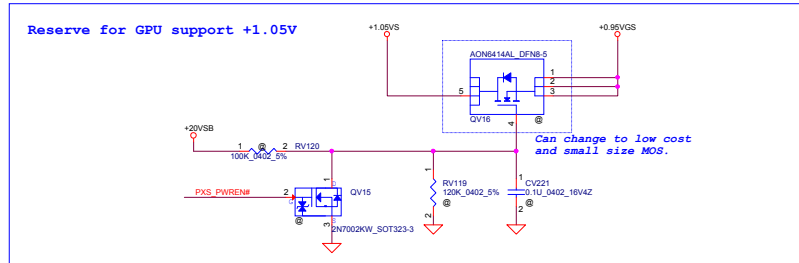 Reserve for GPU support +1.05V
+1.05VS
+0.95VGS
AON6414AL_DFN8-5
5
1
2
3
QV16
@
4
Can change to low cost
and small size MOS.
+20VSB
1
@
2
RV120
100K_0402_5%
PXS_PWREN#
2
1
QV15
3
@
2N7002KW_SOT323-3
1
RV119
120K_0402_5%
@
2
1
CV221
0.1U_0402_16V4Z
@
2